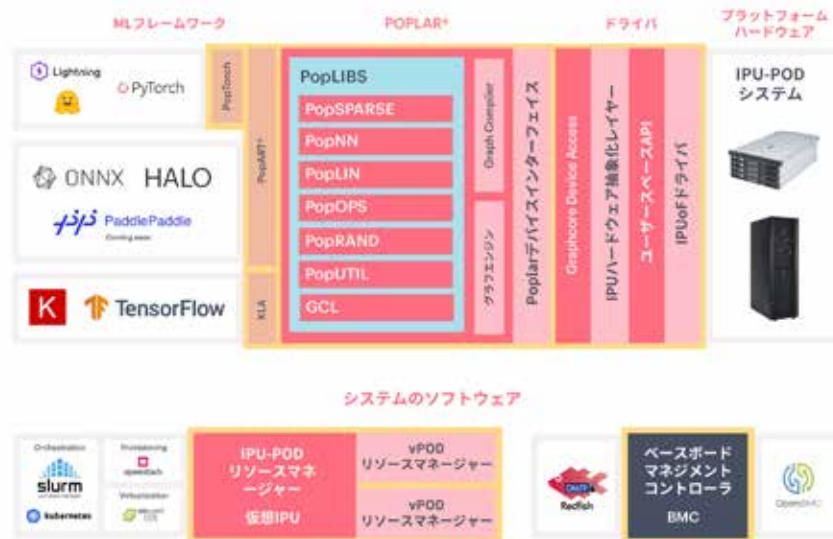 MLフレームワーク
POPLAR®
ドライバ
プラットフォーム
ハードウェア
Lightning
PyTorch
PopTorch
ONNX
HALO
PaddlePaddle
Coming soon
K
TensorFlow
PopART®
XLA
PopLIBS
PopSPARSE
PopNN
PopLIN
PopOPS
PopRAND
PopUTIL
GCL
Graph Compiler
グラフエンジン
Poplarデバイスインターフェイス
Graphcore Device Access
IPUハードウェア抽象化レイヤー
ユーザースペースAPI
IPUoFドライバ
IPU-POD
システム
システムのソフトウェア
Orchestration
slurm
kubernetes
Provisioning
openstack
Virtualization
IPU-POD
リソースマネ
ージャー
仮想IPU
vPOD
リソースマネージャー
vPOD
リソースマネージャー
DMTF
Redfish
ベースボード
マネジメント
コントローラ
BMC
OpenBMC